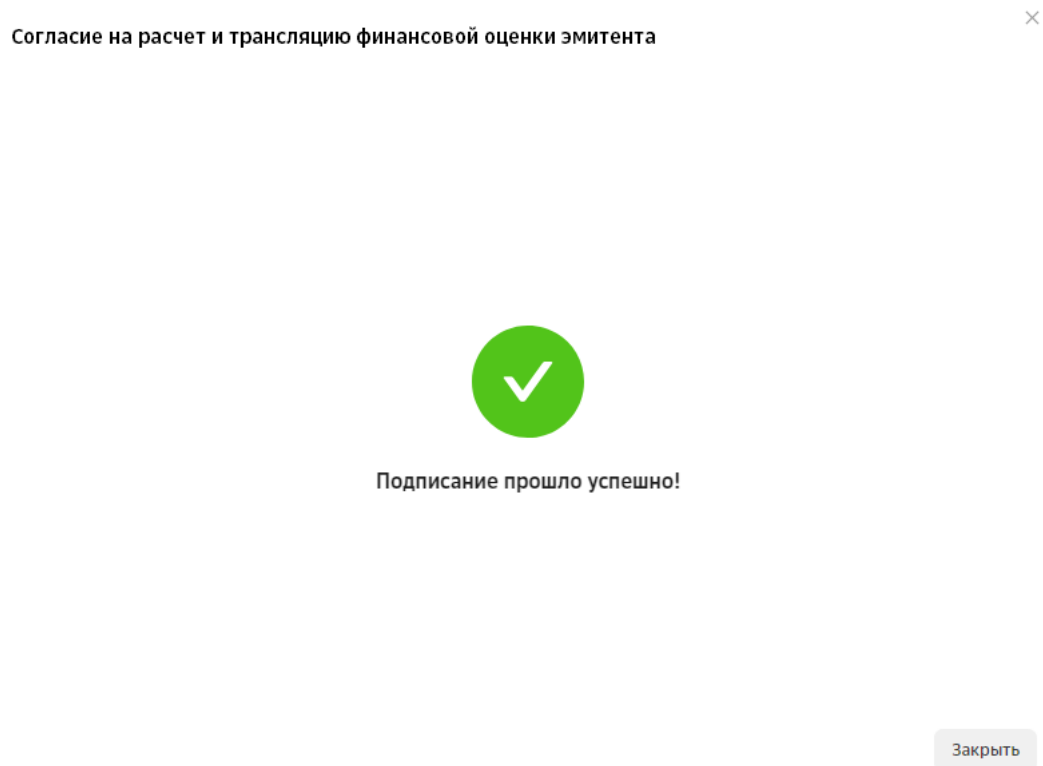 Согласие на расчет и трансляцию финансовой оценки эмитента
Подписание прошло успешно!
Закрыть